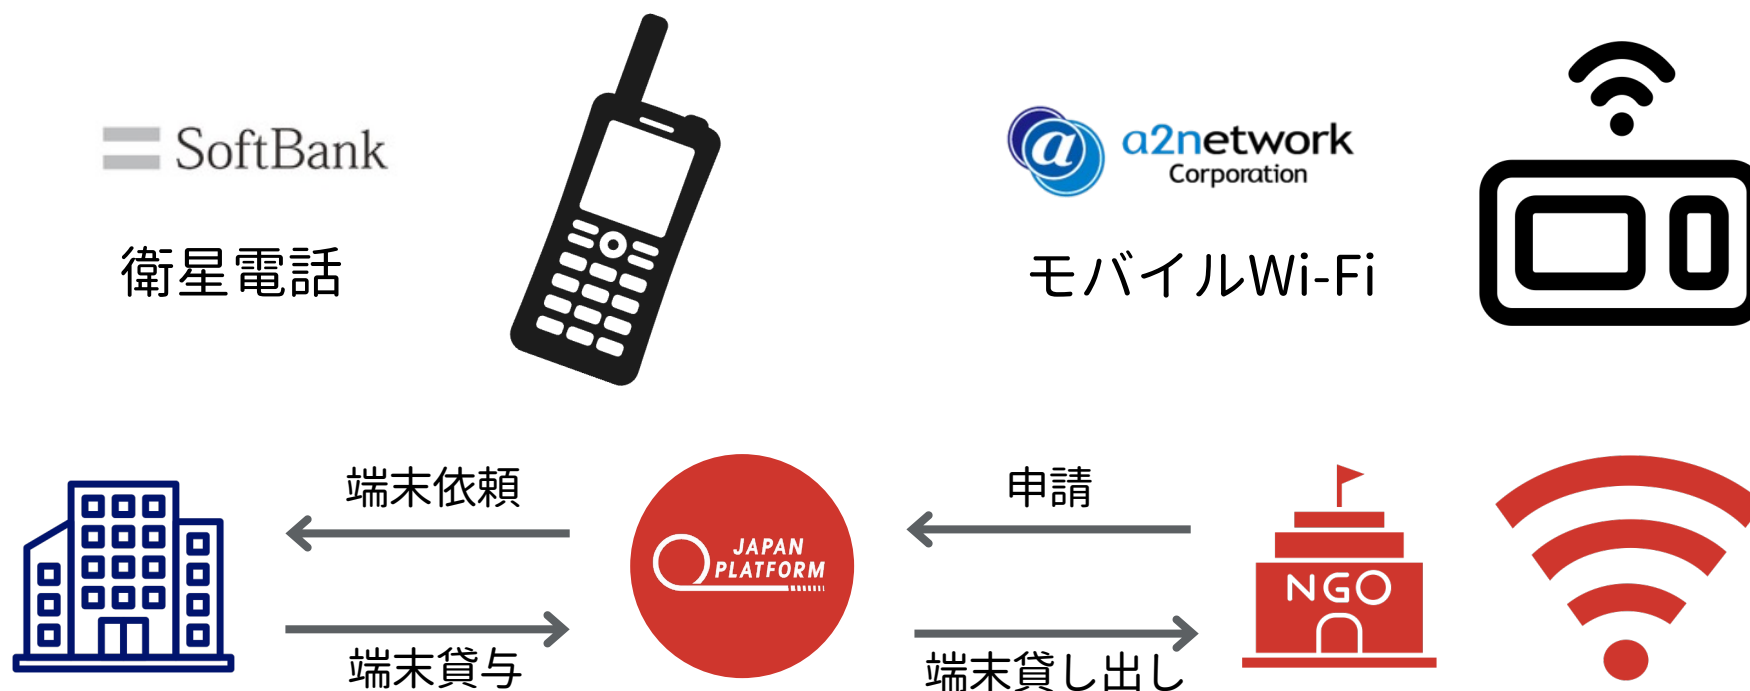 SoftBank
衛星電話
a2network
Corporation
モバイルWi-Fi
端末依頼
申請
JAPAN
PLATFORM
NGO
端末貸与
端末貸し出し